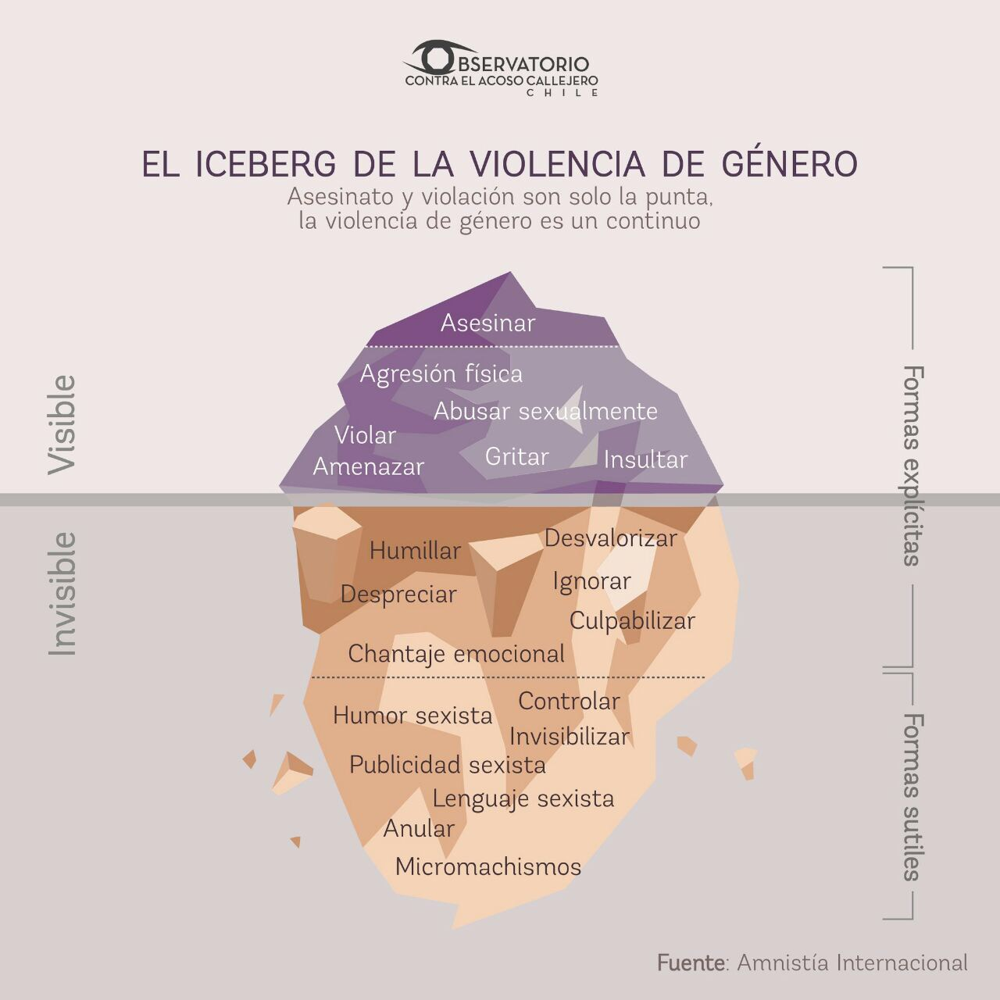 OBSERVATORIO
CONTRA EL ACOSO CALLEJERO
CHILE
EL ICEBERG DE LA VIOLENCIA DE GÉNERO
Asesinato y violación son solo la punta,
la violencia de género es un continuo
Visible
Asesinar
Agresión física
Abusar sexualmente
Violar
Gritar
Insultar
Amenazar
Formas explícitas
Invisible
Humillar
Desvalorizar
Despreciar
Ignorar
Culpabilizar
Chantaje emocional
Controlar
Humor sexista
Invisibilizar
Publicidad sexista
Lenguaje sexista
Anular
Micromachismos
Formas sutiles
Fuente: Amnistía Internacional